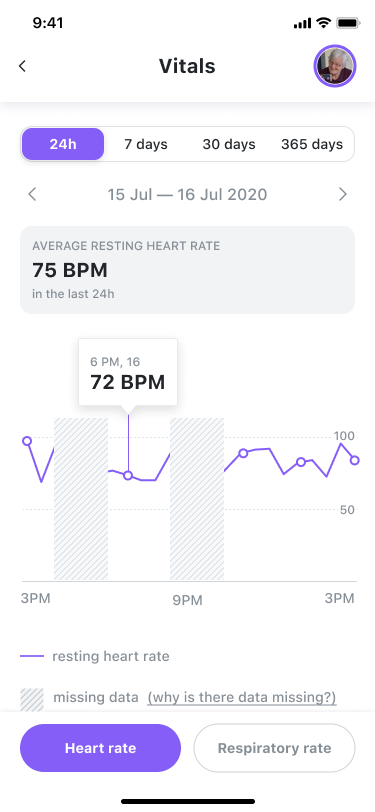 9:41
Vitals
24h 7 days 30 days 365 days
15 Jul — 16 Jul 2020
AVERAGE RESTING HEART RATE
75 BPM
in the last 24h
6 PM, 16
72 BPM
100
50
3PM 9PM 3PM
resting heart rate
missing data (why is there data missing?)
Heart rate Respiratory rate